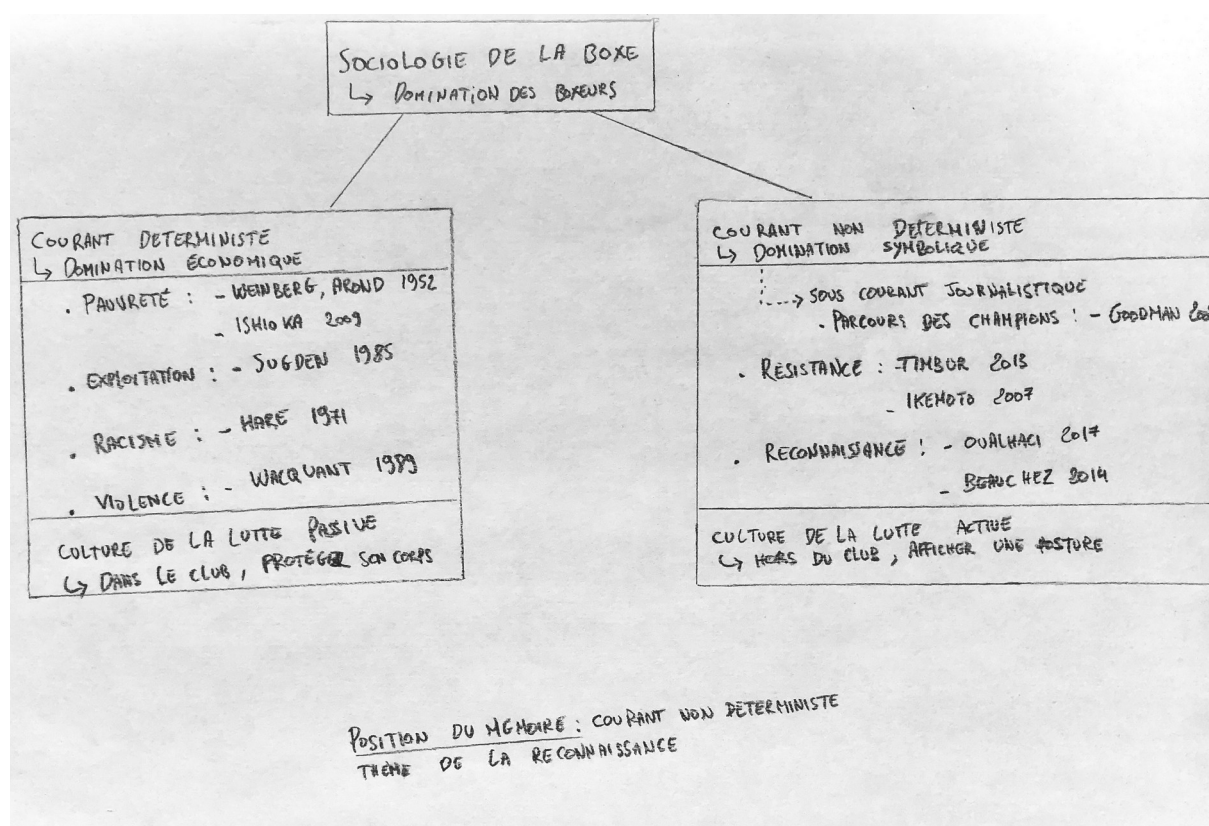 SOCIOLOGIE DE LA BOXE
↳ DOMINATION DES BOXEURS
COURANT DETERMINISTE
↳ DOMINATION ÉCONOMIQUE
. PAUVRETÉ : - WEINBERG, AROND 1952
- ISHIOKA 2009
. EXPLOITATION : - SUGDEN 1985
. RACISME : - HARE 1971
. VIOLENCE : - WACQUANT 1989
CULTURE DE LA LUTTE PASSIVE
↳ DANS LE CLUB, PROTEGER SON CORPS
COURANT NON DETERMINISTE
↳ DOMINATION SYMBOLIQUE
---> SOUS COURANT JOURNALISTIQUE
. PARCOURS DES CHAMPIONS : - GOODMAN
. RESISTANCE : - TIMBUR 2013
- IKEMOTO 2007
. RECONNAISSANCE : - OUALHACI 2017
- BEAUCHEZ 2014
CULTURE DE LA LUTTE ACTIVE
↳ HORS DU CLUB, AFFICHER UNE POSTURE
POSITION DU MÉMOIRE : COURANT NON DETERMINISTE
THÈME DE LA RECONNAISSANCE